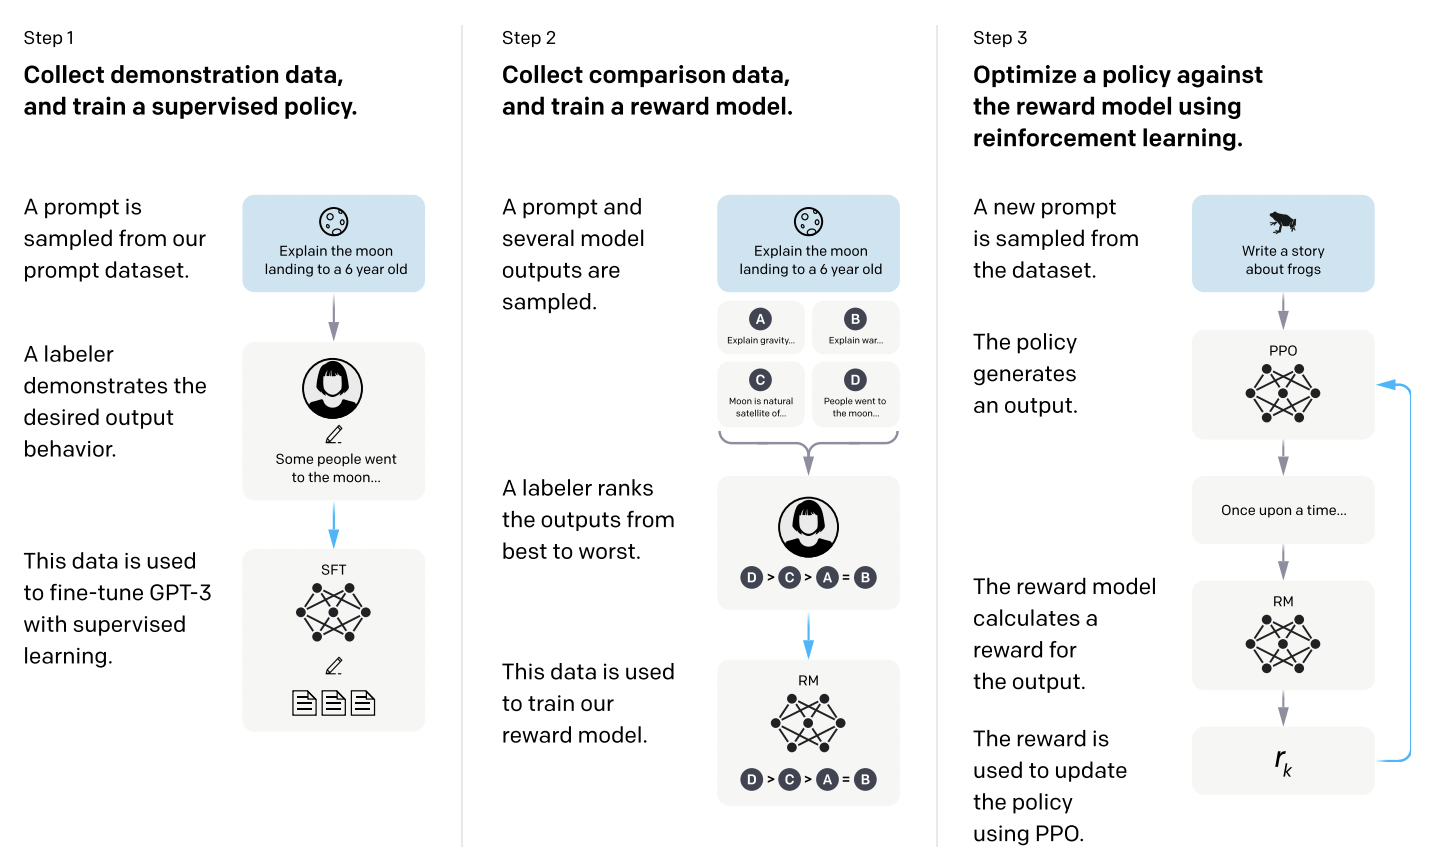 Step 1
Collect demonstration data,
and train a supervised policy.
A prompt is
sampled from our
prompt dataset.
Explain the moon
landing to a 6 year old
A labeler
demonstrates the
desired output
behavior.
Some people went
to the moon...
This data is used
to fine-tune GPT-3
with supervised
learning.
SFT
Step 2
Collect comparison data,
and train a reward model.
A prompt and
several model
outputs are
sampled.
Explain the moon
landing to a 6 year old
A
Explain gravity...
B
Explain war...
C
Moon is natural
satellite of...
D
People went to
the moon...
A labeler ranks
the outputs from
best to worst.
D > C > A = B
This data is used
to train our
reward model.
RM
D > C > A = B
Step 3
Optimize a policy against
the reward model using
reinforcement learning.
A new prompt
is sampled from
the dataset.
Write a story
about frogs
The policy
generates
an output.
PPO
Once upon a time...
The reward model
calculates a
reward for
the output.
RM
The reward is
used to update
the policy
using PPO.
r_k